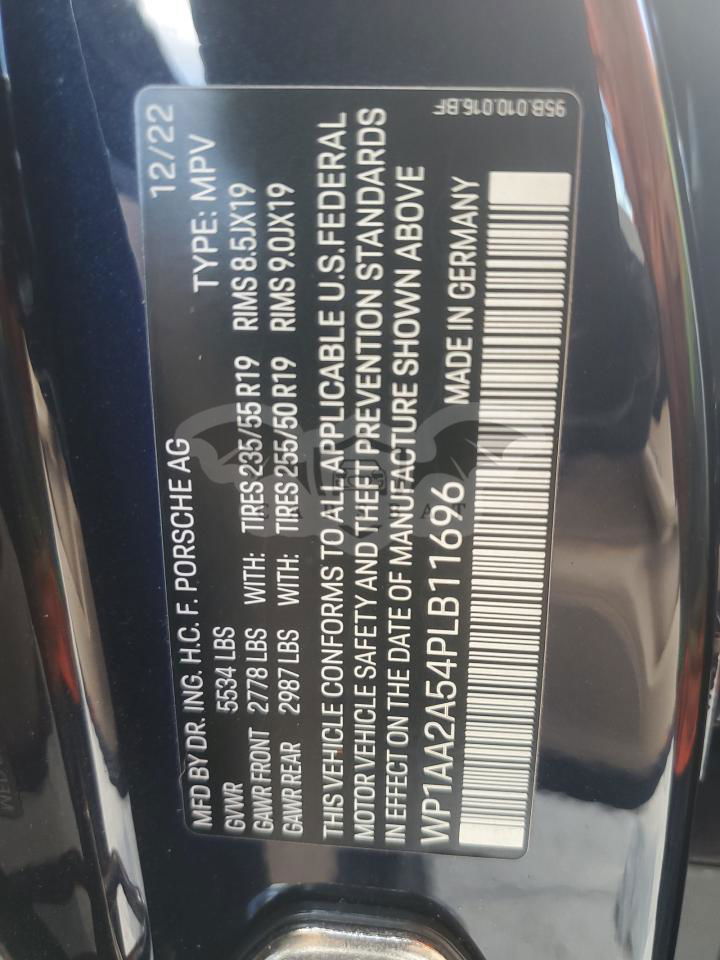 MFD BY DR. ING. H.C. F. PORSCHE AG 12/22
GVWR 5534 LBS TYPE: MPV
GAWR FRONT 2778 LBS WITH: TIRES 235/55 R19 RIMS 8.5JX19
GAWR REAR 2987 LBS WITH: TIRES 255/50 R19 RIMS 9.0JX19
THIS VEHICLE CONFORMS TO ALL APPLICABLE U.S. FEDERAL
MOTOR VEHICLE SAFETY AND THEFT PREVENTION STANDARDS
IN EFFECT ON THE DATE OF MANUFACTURE SHOWN ABOVE
WP1AA2A54PLB11696 MADE IN GERMANY
95B.010.016.BF